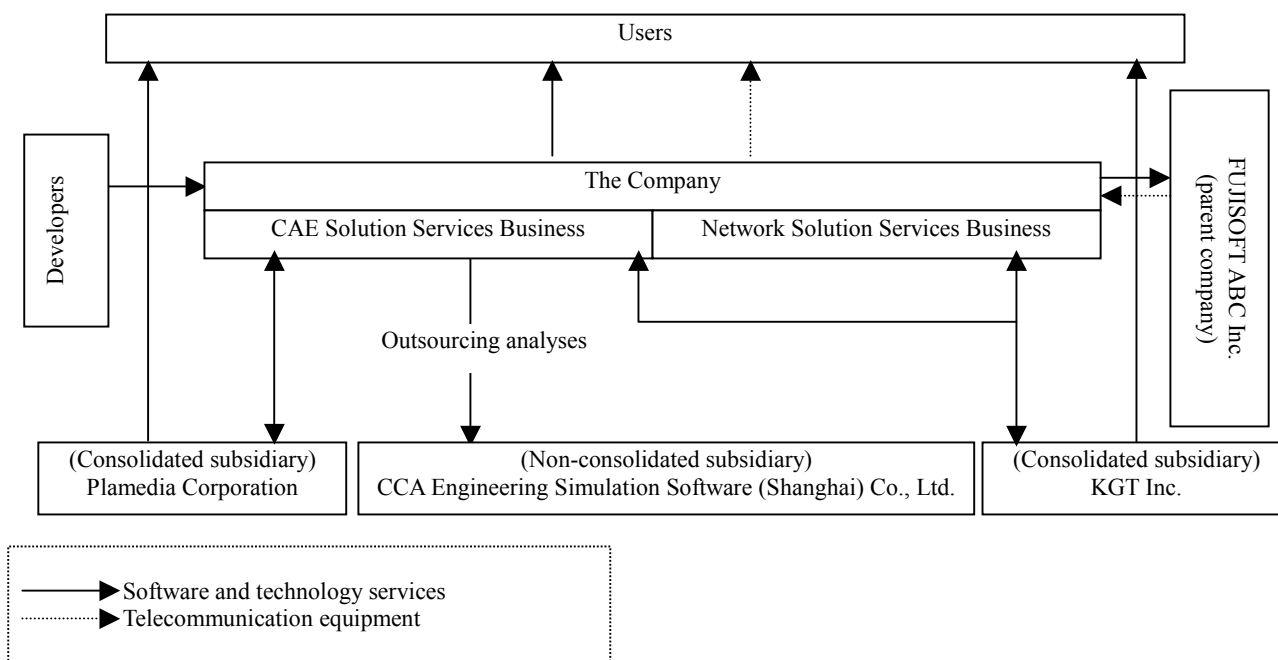 Users
Developers
The Company
CAE Solution Services Business
Network Solution Services Business
FUJISOFT ABC Inc.
(parent company)
Outsourcing analyses
(Consolidated subsidiary)
Plamedia Corporation
(Non-consolidated subsidiary)
CCA Engineering Simulation Software (Shanghai) Co., Ltd.
(Consolidated subsidiary)
KGT Inc.
Software and technology services
Telecommunication equipment